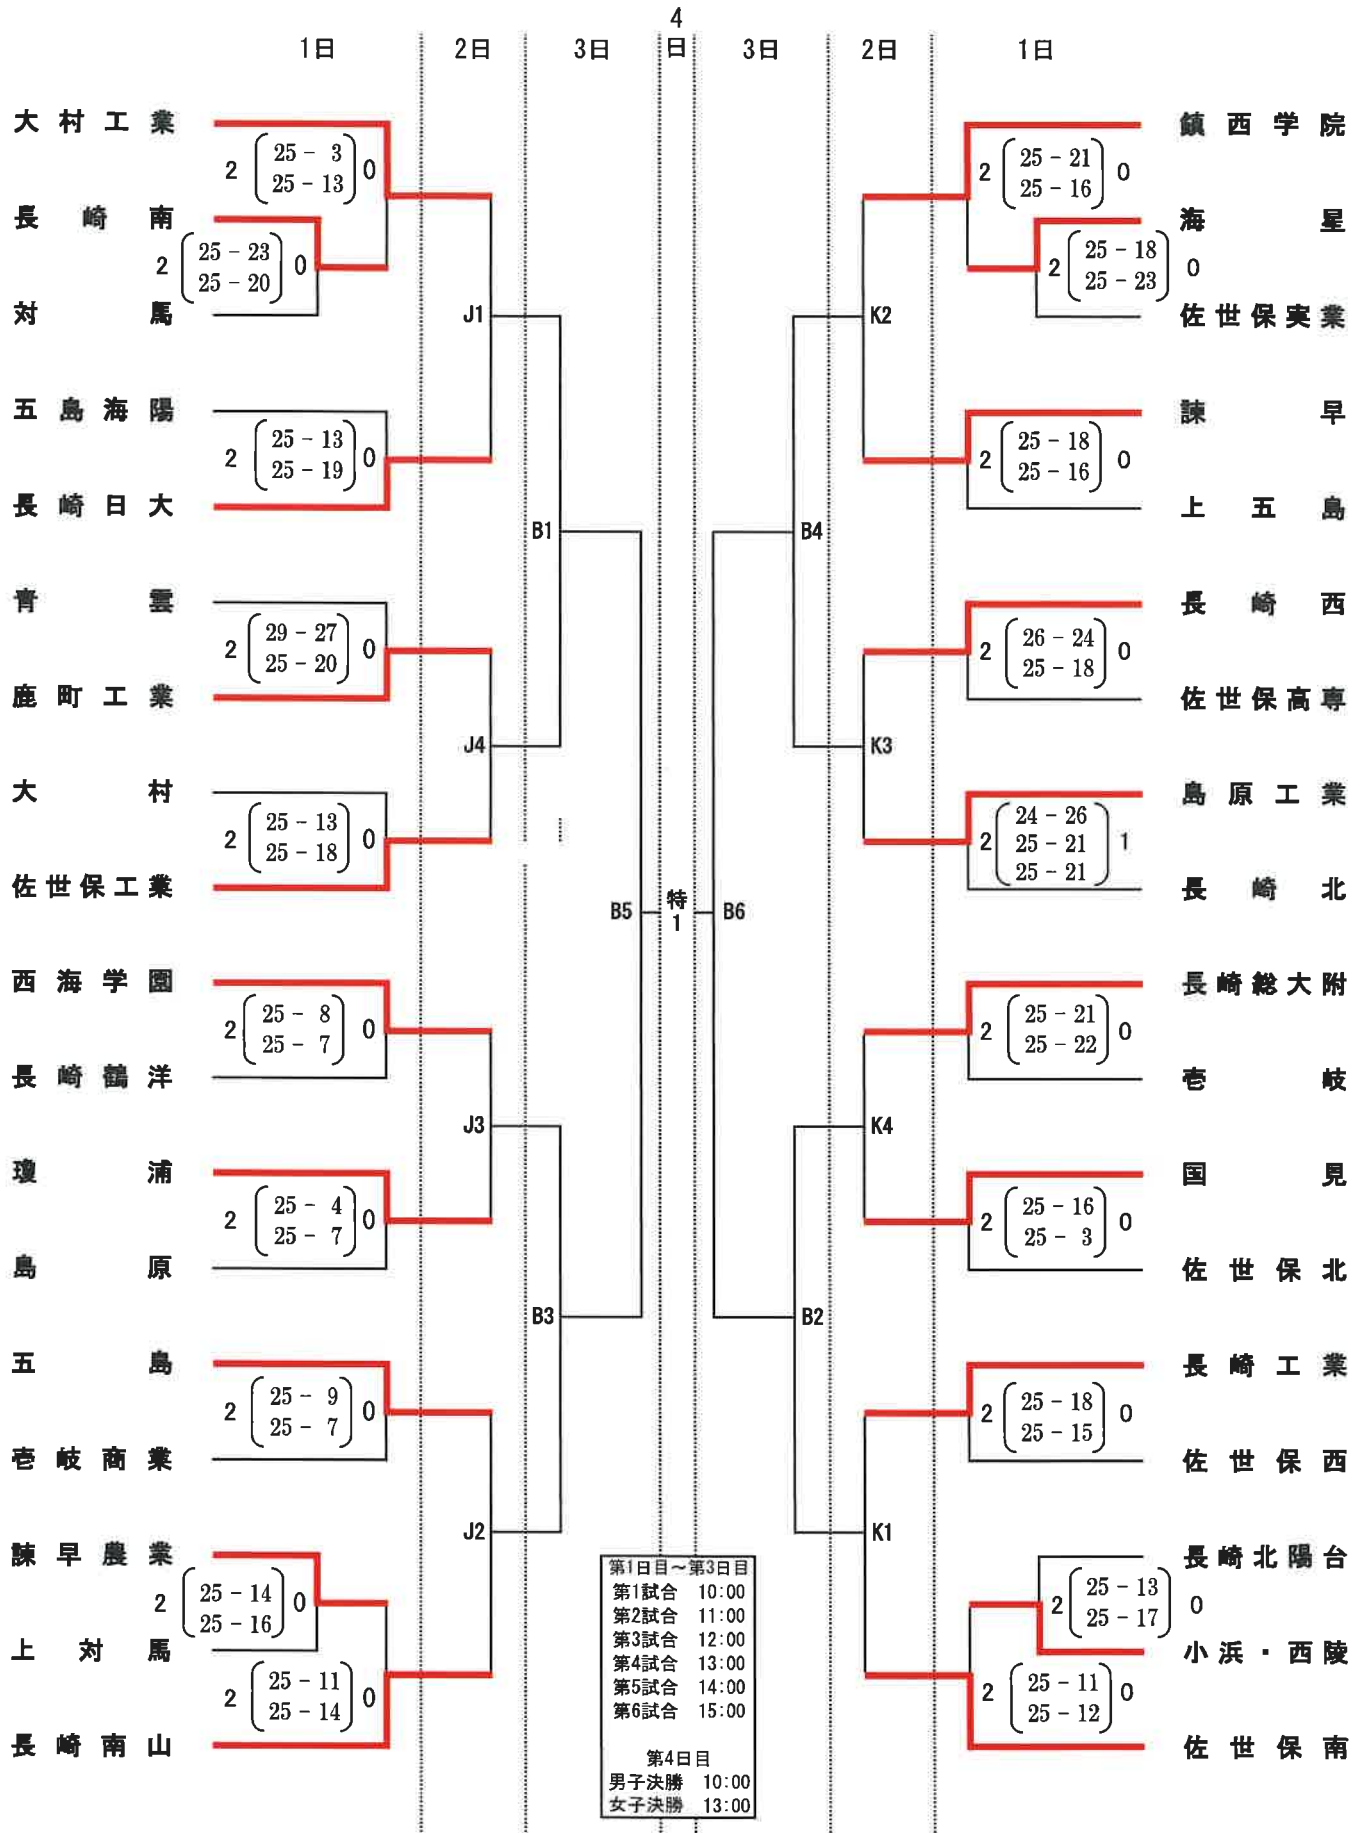 4
1日 2日 3日 日 3日 2日 1日
大村工業
2 25 - 3 0
25 - 13
長崎南
2 25 - 23 0
25 - 20
対馬
J1
五島海陽
2 25 - 13 0
25 - 19
長崎日大
B1
青雲
2 29 - 27 0
25 - 20
鹿町工業
J4
大村
2 25 - 13 0
25 - 18
佐世保工業
B5
西海学園
2 25 - 8 0
25 - 7
長崎鶴洋
J3
瓊浦
2 25 - 4 0
25 - 7
島原
B3
五島
2 25 - 9 0
25 - 7
壱岐商業
J2
諫早農業
2 25 - 14 0
25 - 16
上対馬
2 25 - 11 0
25 - 14
長崎南山
特
1
鎮西学院
2 25 - 21 0
25 - 16
海星
2 25 - 18 0
25 - 23
佐世保実業
K2
諫早
2 25 - 18 0
25 - 16
上五島
B4
長崎西
2 26 - 24 0
25 - 18
佐世保高専
K3
島原工業
24 - 26
2 25 - 21 1
25 - 21
長崎北
B6
長崎総大附
2 25 - 21 0
25 - 22
壱岐
K4
国見
2 25 - 16 0
25 - 3
佐世保北
B2
長崎工業
2 25 - 18 0
25 - 15
佐世保西
K1
長崎北陽台
2 25 - 13 0
25 - 17
小浜・西陵
2 25 - 11 0
25 - 12
佐世保南
第1日目～第3日目
第1試合 10:00
第2試合 11:00
第3試合 12:00
第4試合 13:00
第5試合 14:00
第6試合 15:00
第4日目
男子決勝 10:00
女子決勝 13:00